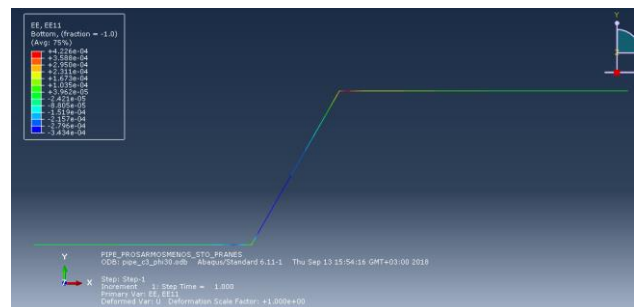 EE, EE11
Bottom, (fraction = -1.0)
(Avg: 75%)
+4.226e-04
+3.588e-04
+2.950e-04
+2.311e-04
+1.673e-04
+1.035e-04
+3.962e-05
-2.421e-05
-8.805e-05
-1.519e-04
-2.157e-04
-2.796e-04
-3.434e-04
Y
Y
X
PIPE_PROSARMOSMENOS_STO_PRANES
ODB: pipe_c3_phi30.odb Abaqus/Standard 6.11-1 Thu Sep 13 15:54:16 GMT+03:00 2018
Step: Step-1
Increment 1: Step Time = 1.000
Primary Var: EE, EE11
Deformed Var: U Deformation Scale Factor: +1.000e+00